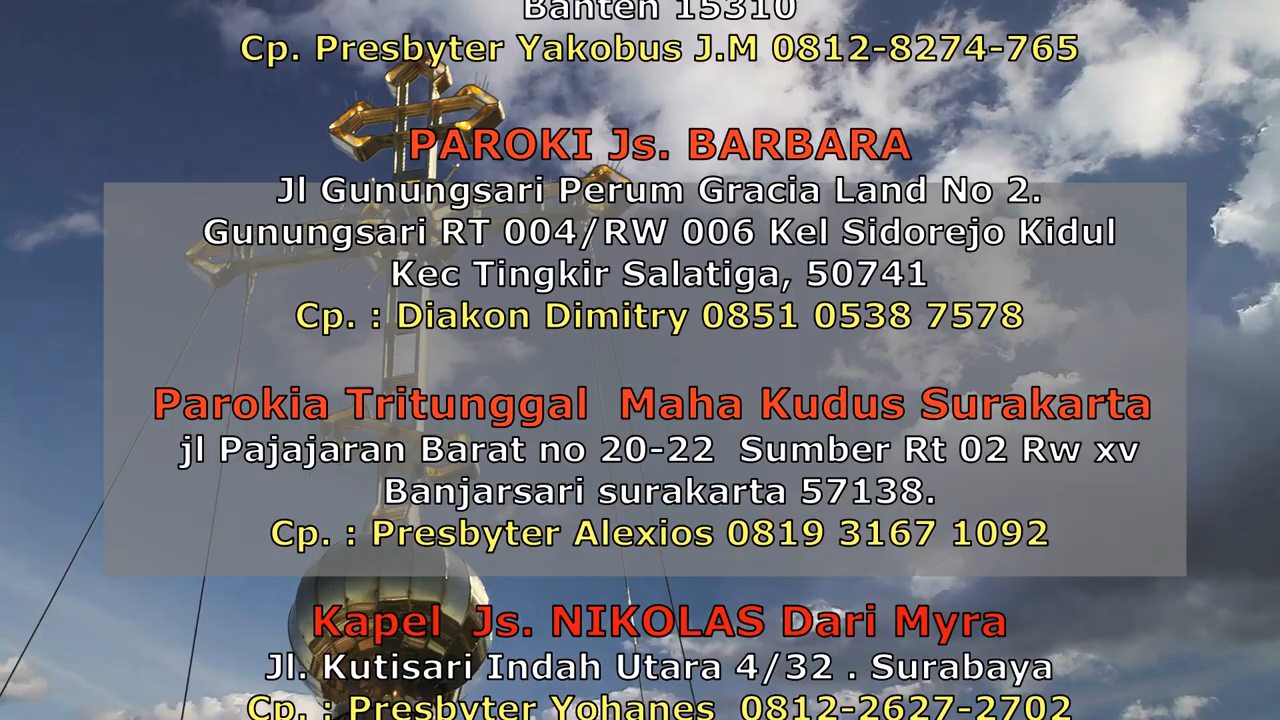 Banten 15310
Cp. Presbyter Yakobus J.M 0812-8274-765
PAROKI Js. BARBARA
Jl Gunungsari Perum Gracia Land No 2.
Gunungsari RT 004/RW 006 Kel Sidorejo Kidul
Kec Tingkir Salatiga, 50741
Cp. : Diakon Dimitry 0851 0538 7578
Parokia Tritunggal  Maha Kudus Surakarta
jl Pajajaran Barat no 20-22  Sumber Rt 02 Rw xv
Banjarsari surakarta 57138.
Cp. : Presbyter Alexios 0819 3167 1092
Kapel  Js. NIKOLAS Dari Myra
Jl. Kutisari Indah Utara 4/32 . Surabaya
Cp. : Presbyter Yohanes  0812-2627-2702